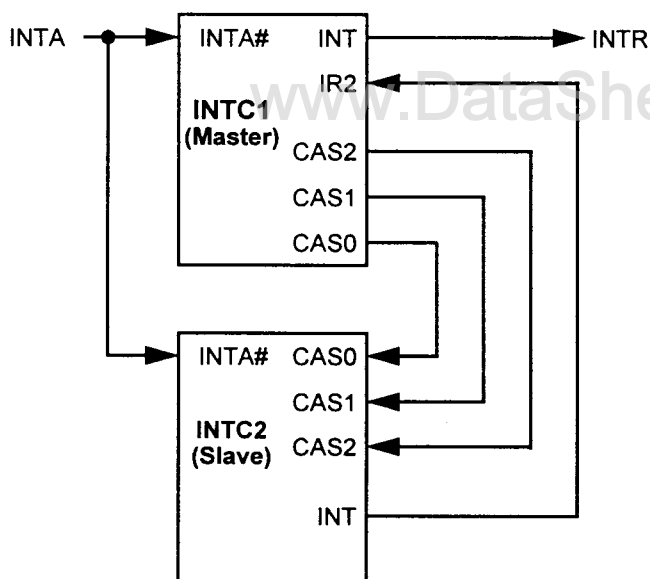 INTA
INTA#
INT
INTR
IR2
www.DataShe
INTC1
(Master)
CAS2
CAS1
CAS0
INTA#
CAS0
CAS1
INTC2
(Slave)
CAS2
INT